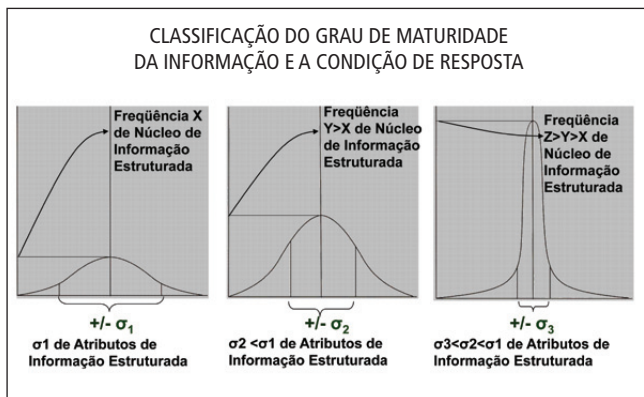 CLASSIFICAÇÃO DO GRAU DE MATURIDADE
DA INFORMAÇÃO E A CONDIÇÃO DE RESPOSTA
Freqüência X
de Núcleo de
Informação
Estruturada
+/- σ1
σ1 de Atributos de
Informação Estruturada
Freqüência
Y>X de Núcleo
de Informação
Estruturada
+/- σ2
σ2 <σ1 de Atributos de
Informação Estruturada
Freqüência
Z>Y>X de
Núcleo de
Informação
Estruturada
+/- σ3
σ3<σ2<σ1 de Atributos de
Informação Estruturada